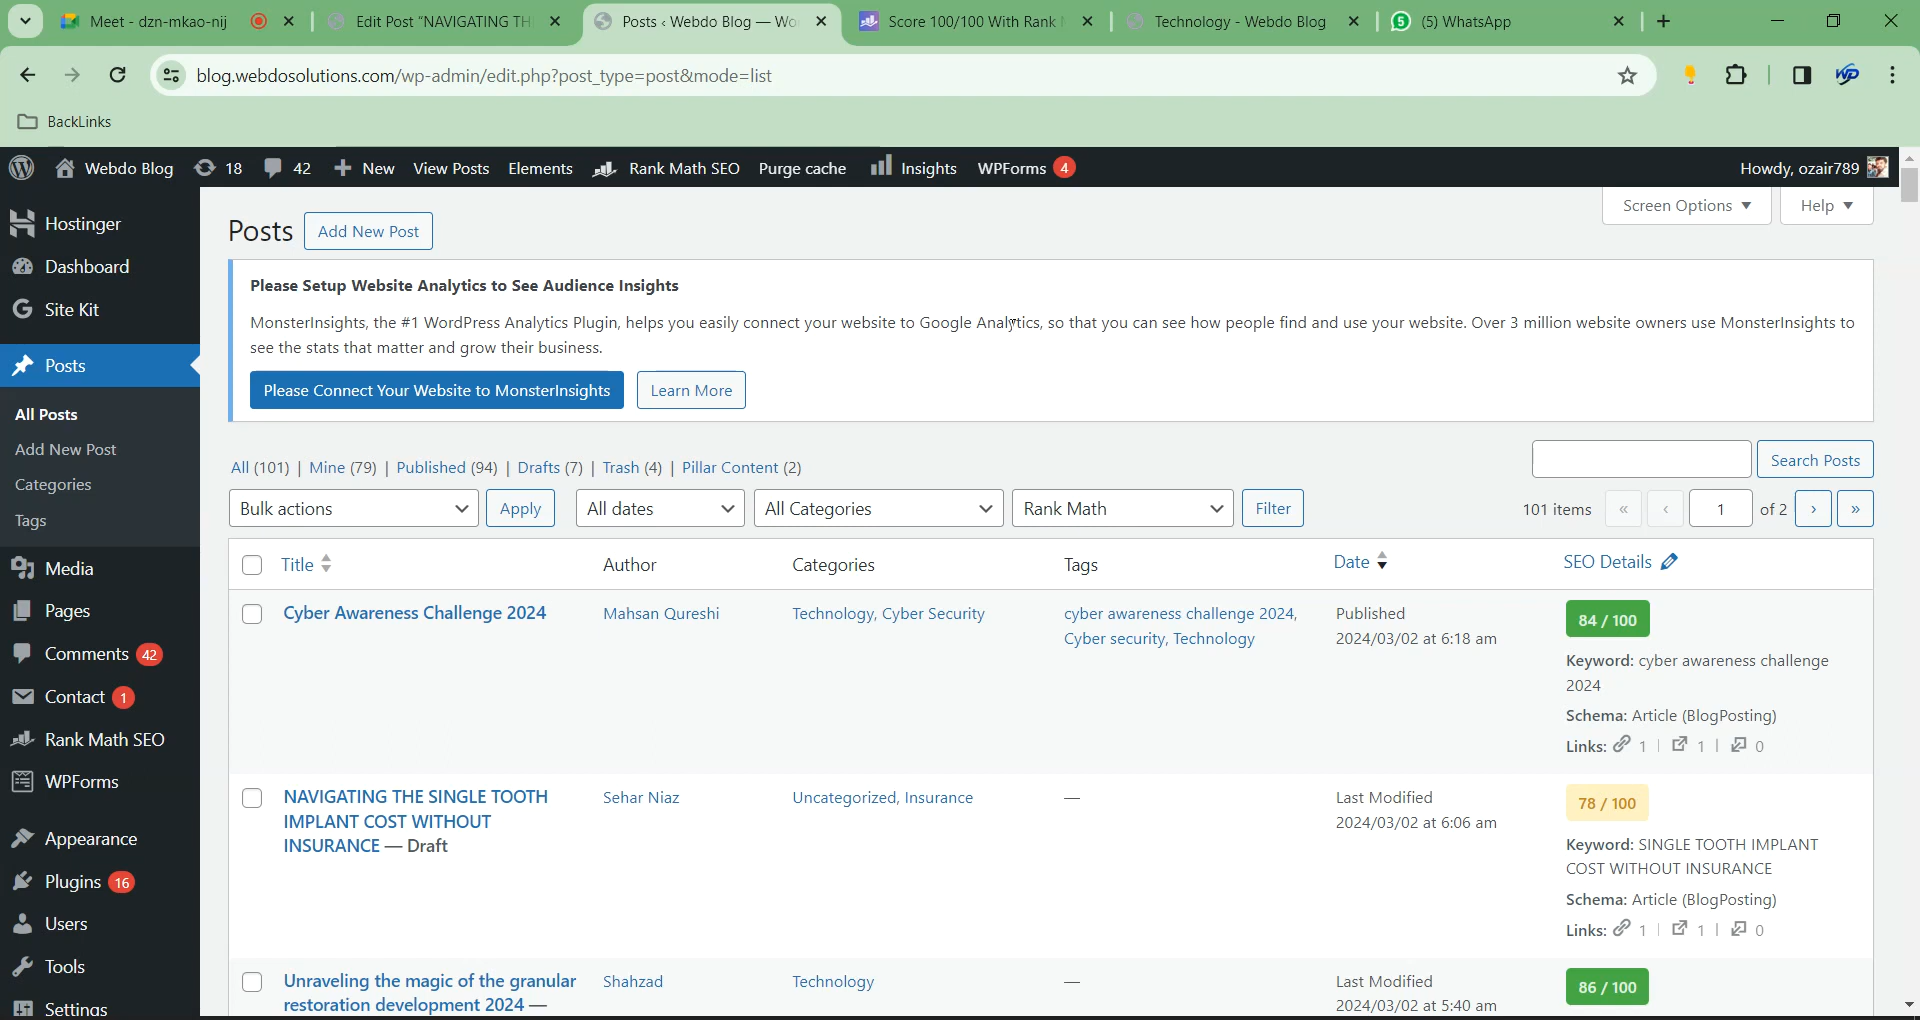 Meet - dzn-mkao-nij
Edit Post “NAVIGATING TH
Posts ‹ Webdo Blog — Wo
Score 100/100 With Rank
Technology - Webdo Blog
5
(5) WhatsApp
blog.webdosolutions.com/wp-admin/edit.php?post_type=post&mode=list
BackLinks
Webdo Blog
18
42
New
View Posts
Elements
Rank Math SEO
Purge cache
Insights
WPForms 4
Howdy, ozair789
Hostinger
Dashboard
Site Kit
Posts
All Posts
Add New Post
Categories
Tags
Media
Pages
Comments 42
Contact 1
Rank Math SEO
WPForms
Appearance
Plugins 16
Users
Tools
Settings
Screen Options
Help
Posts
Add New Post
Please Setup Website Analytics to See Audience Insights
MonsterInsights, the #1 WordPress Analytics Plugin, helps you easily connect your website to Google Analytics, so that you can see how people find and use your website. Over 3 million website owners use MonsterInsights to
see the stats that matter and grow their business.
Please Connect Your Website to MonsterInsights
Learn More
All (101) | Mine (79) | Published (94) | Drafts (7) | Trash (4) | Pillar Content (2)
Search Posts
Bulk actions
Apply
All dates
All Categories
Rank Math
Filter
101 items
«
‹
1
of 2
›
»
Title
Author
Categories
Tags
Date
SEO Details
Cyber Awareness Challenge 2024
Mahsan Qureshi
Technology, Cyber Security
cyber awareness challenge 2024,
Cyber security, Technology
Published
2024/03/02 at 6:18 am
84 / 100
Keyword: cyber awareness challenge
2024
Schema: Article (BlogPosting)
Links: 1 | 1 | 0
NAVIGATING THE SINGLE TOOTH
IMPLANT COST WITHOUT
INSURANCE — Draft
Sehar Niaz
Uncategorized, Insurance
—
Last Modified
2024/03/02 at 6:06 am
78 / 100
Keyword: SINGLE TOOTH IMPLANT
COST WITHOUT INSURANCE
Schema: Article (BlogPosting)
Links: 1 | 1 | 0
Unraveling the magic of the granular
restoration development 2024 —
Shahzad
Technology
—
Last Modified
2024/03/02 at 5:40 am
86 / 100